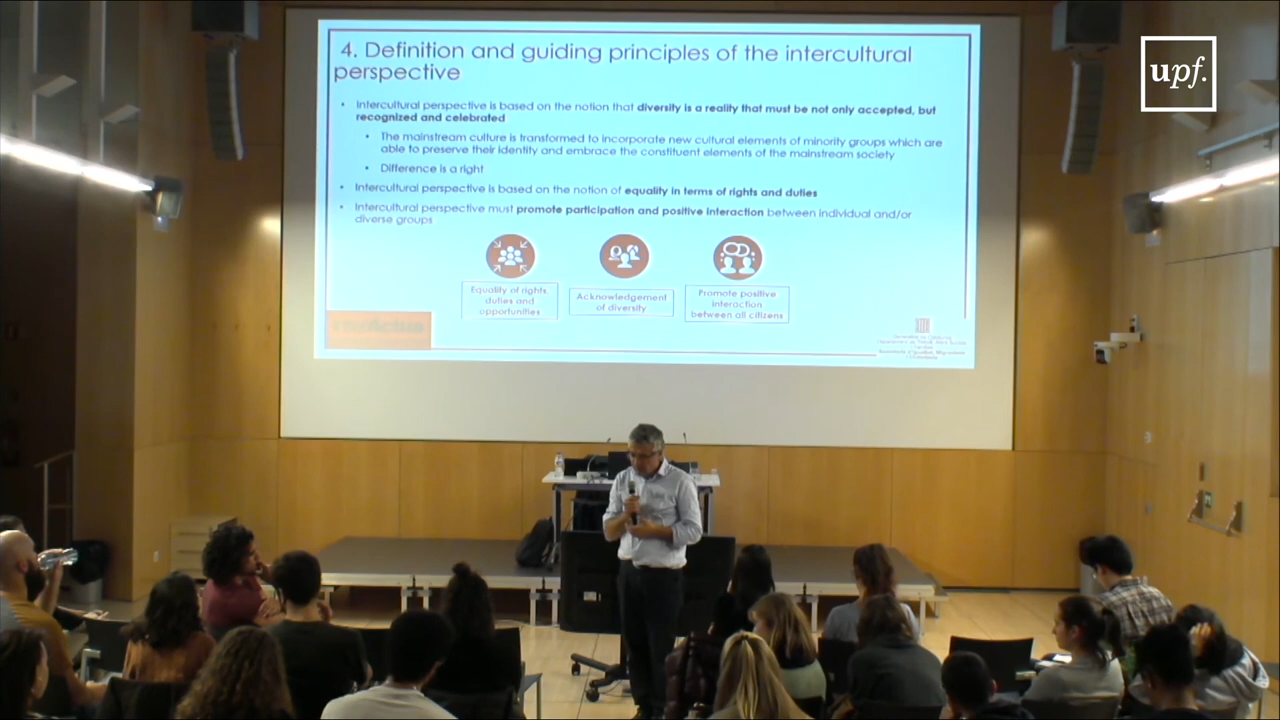 upf.
4. Definition and guiding principles of the intercultural
perspective
• Intercultural perspective is based on the notion that diversity is a reality that must be not only accepted, but
recognized and celebrated
• The mainstream culture is transformed to incorporate new cultural elements of minority groups which are
able to preserve their identity and embrace the constituent elements of the mainstream society
• Difference is a right
• Intercultural perspective is based on the notion of equality in terms of rights and duties
• Intercultural perspective must promote participation and positive interaction between individual and/or
diverse groups
Equality of rights,
duties and
opportunities
Acknowledgement
of diversity
Promote positive
interaction
between all citizens